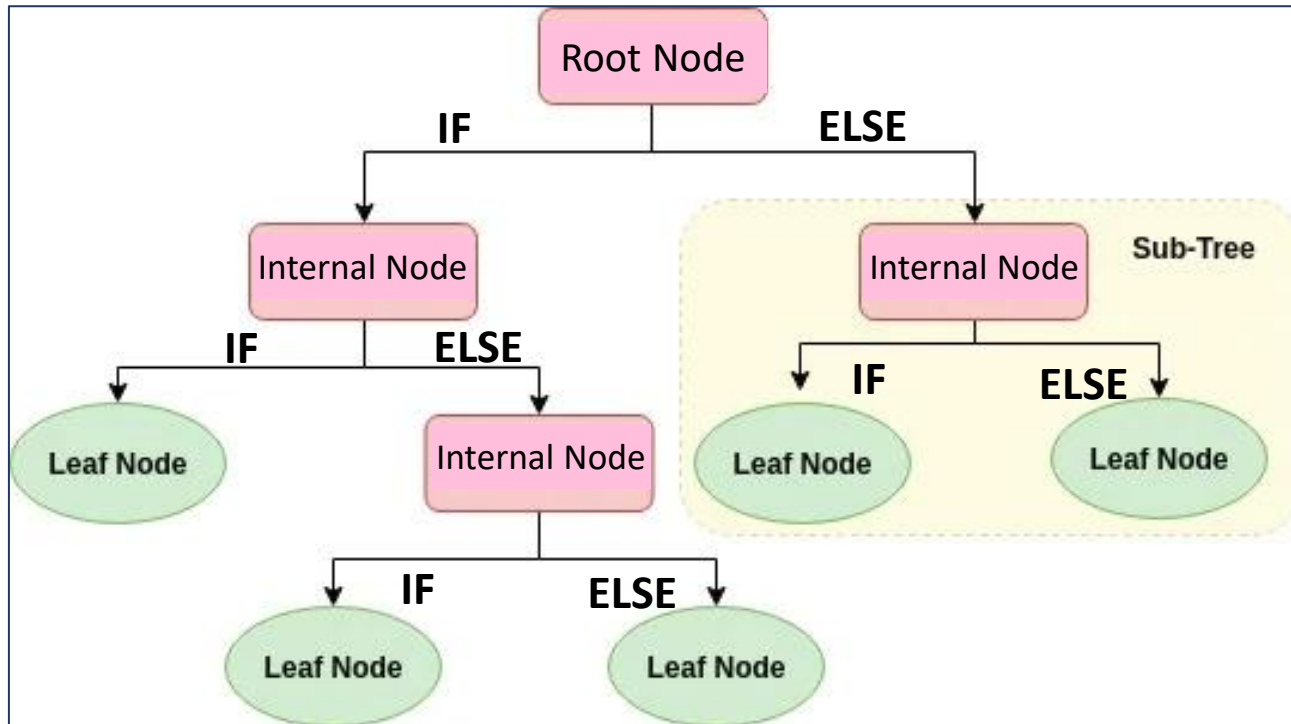 Root Node
IF
ELSE
Internal Node
Internal Node
Sub-Tree
IF
ELSE
IF
ELSE
Leaf Node
Internal Node
Leaf Node
Leaf Node
IF
ELSE
Leaf Node
Leaf Node